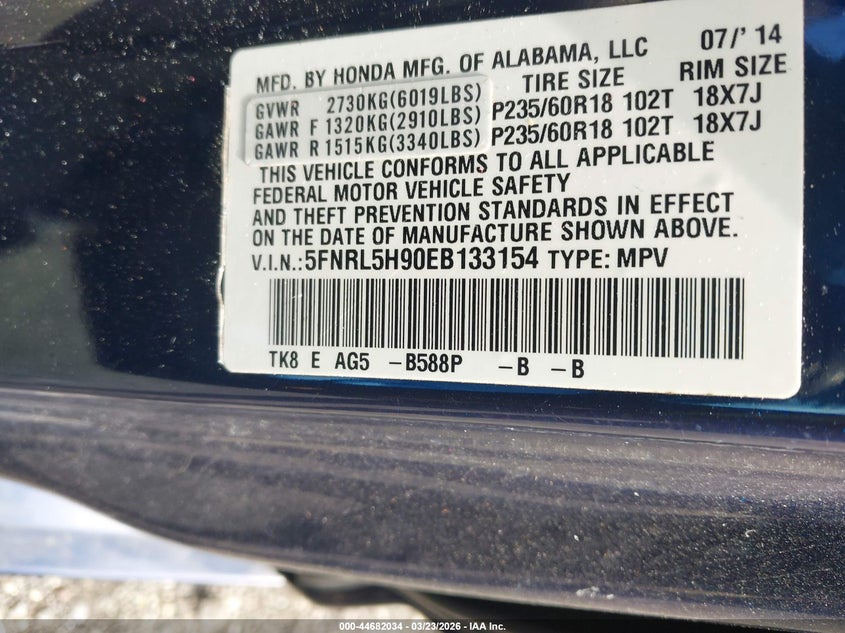 MFD. BY HONDA MFG. OF ALABAMA, LLC 07/' 14
TIRE SIZE RIM SIZE
GVWR 2730KG(6019LBS)
GAWR F 1320KG(2910LBS) P235/60R18 102T 18X7J
GAWR R 1515KG(3340LBS) P235/60R18 102T 18X7J
THIS VEHICLE CONFORMS TO ALL APPLICABLE
FEDERAL MOTOR VEHICLE SAFETY
AND THEFT PREVENTION STANDARDS IN EFFECT
ON THE DATE OF MANUFACTURE SHOWN ABOVE.
V.I.N.:5FNRL5H90EB133154 TYPE: MPV
TK8 E AG5 -B588P -B -B
000-44682034 - 03/23/2026 - IAA Inc.